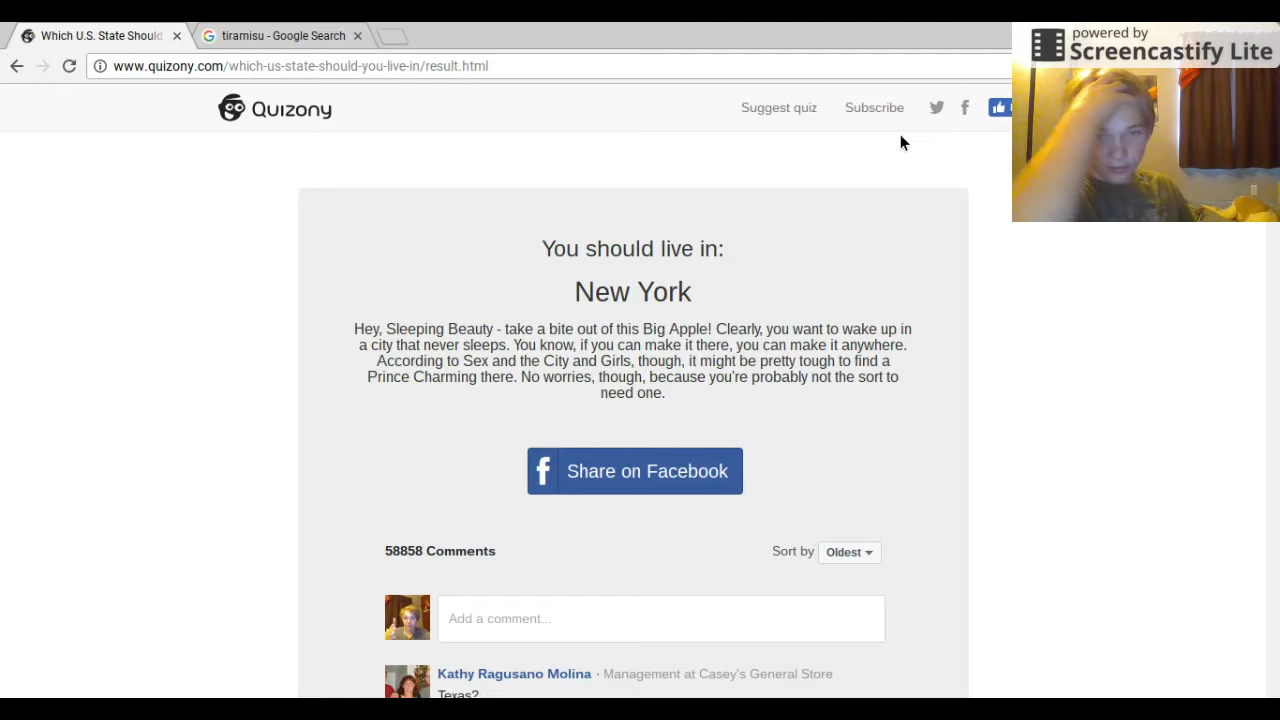 Which U.S. State Should
tiramisu - Google Search
www.quizony.com/which-us-state-should-you-live-in/result.html
powered by
Screencastify Lite
Quizony
Suggest quiz
Subscribe
You should live in:
New York
Hey, Sleeping Beauty - take a bite out of this Big Apple! Clearly, you want to wake up in
a city that never sleeps. You know, if you can make it there, you can make it anywhere.
According to Sex and the City and Girls, though, it might be pretty tough to find a
Prince Charming there. No worries, though, because you're probably not the sort to
need one.
f Share on Facebook
58858 Comments
Sort by Oldest
Add a comment...
Kathy Ragusano Molina · Management at Casey's General Store
Texas?